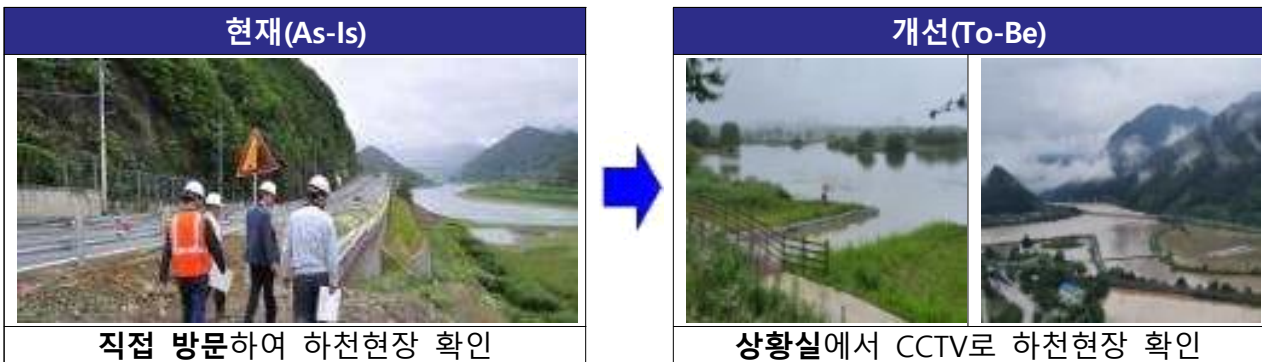 현재(As-Is)
직접 방문하여 하천현장 확인
개선(To-Be)
상황실에서 CCTV로 하천현장 확인